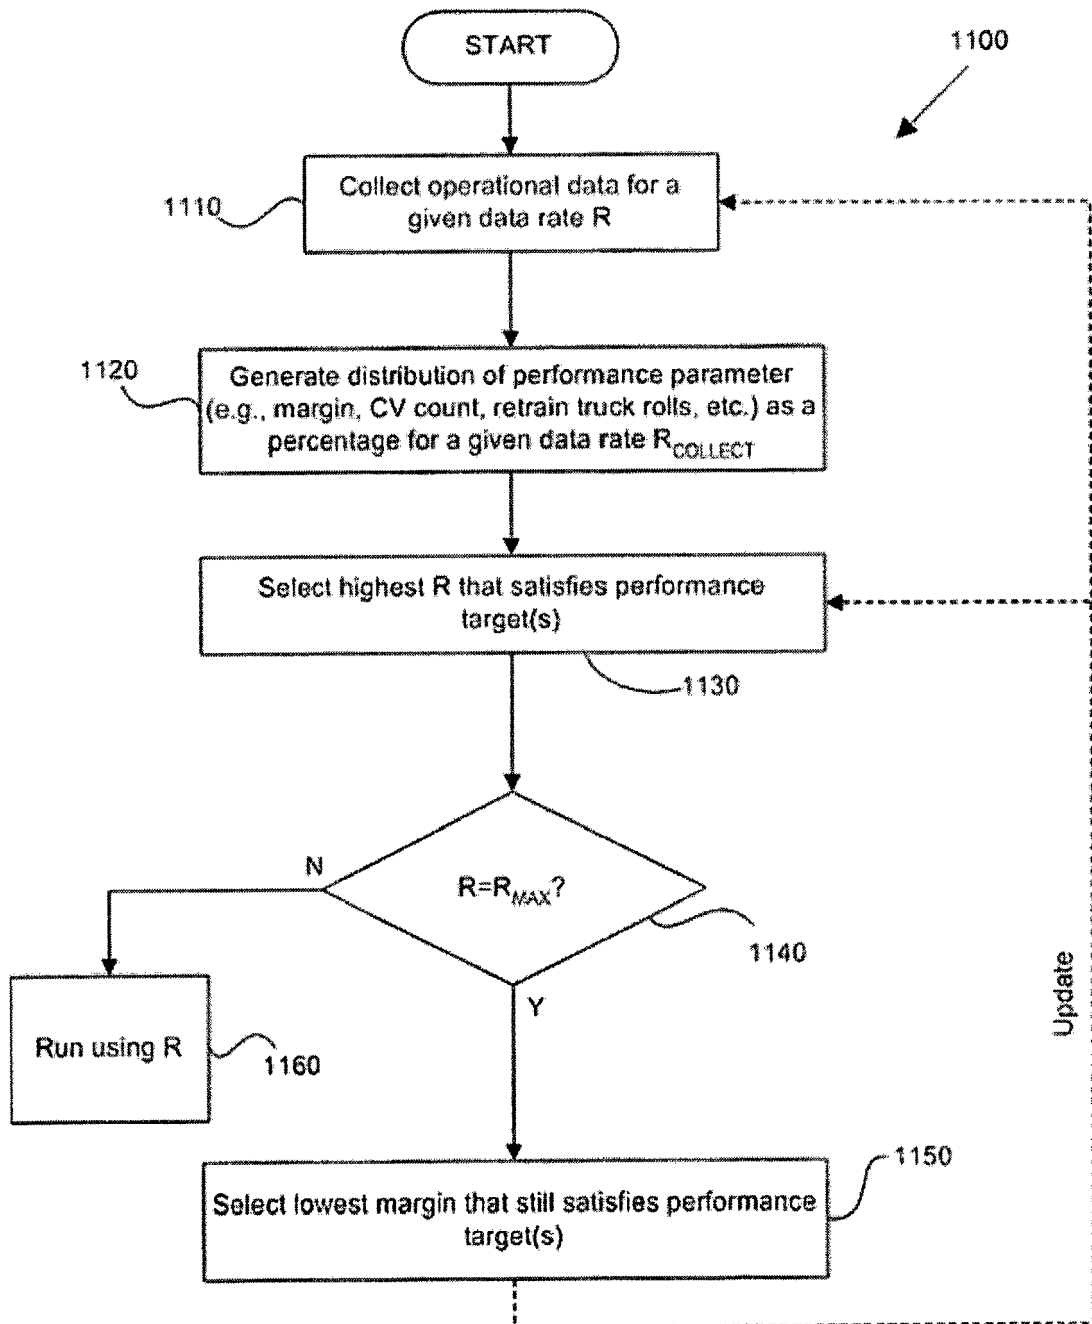 START
1100
Collect operational data for a
given data rate R
1110
1120
Generate distribution of performance parameter
(e.g., margin, CV count, retrain truck rolls, etc.) as a
percentage for a given data rate R_COLLECT
Select highest R that satisfies performance
target(s)
1130
N
R=R_MAX?
1140
Y
Update
Run using R
1160
1150
Select lowest margin that still satisfies performance
target(s)